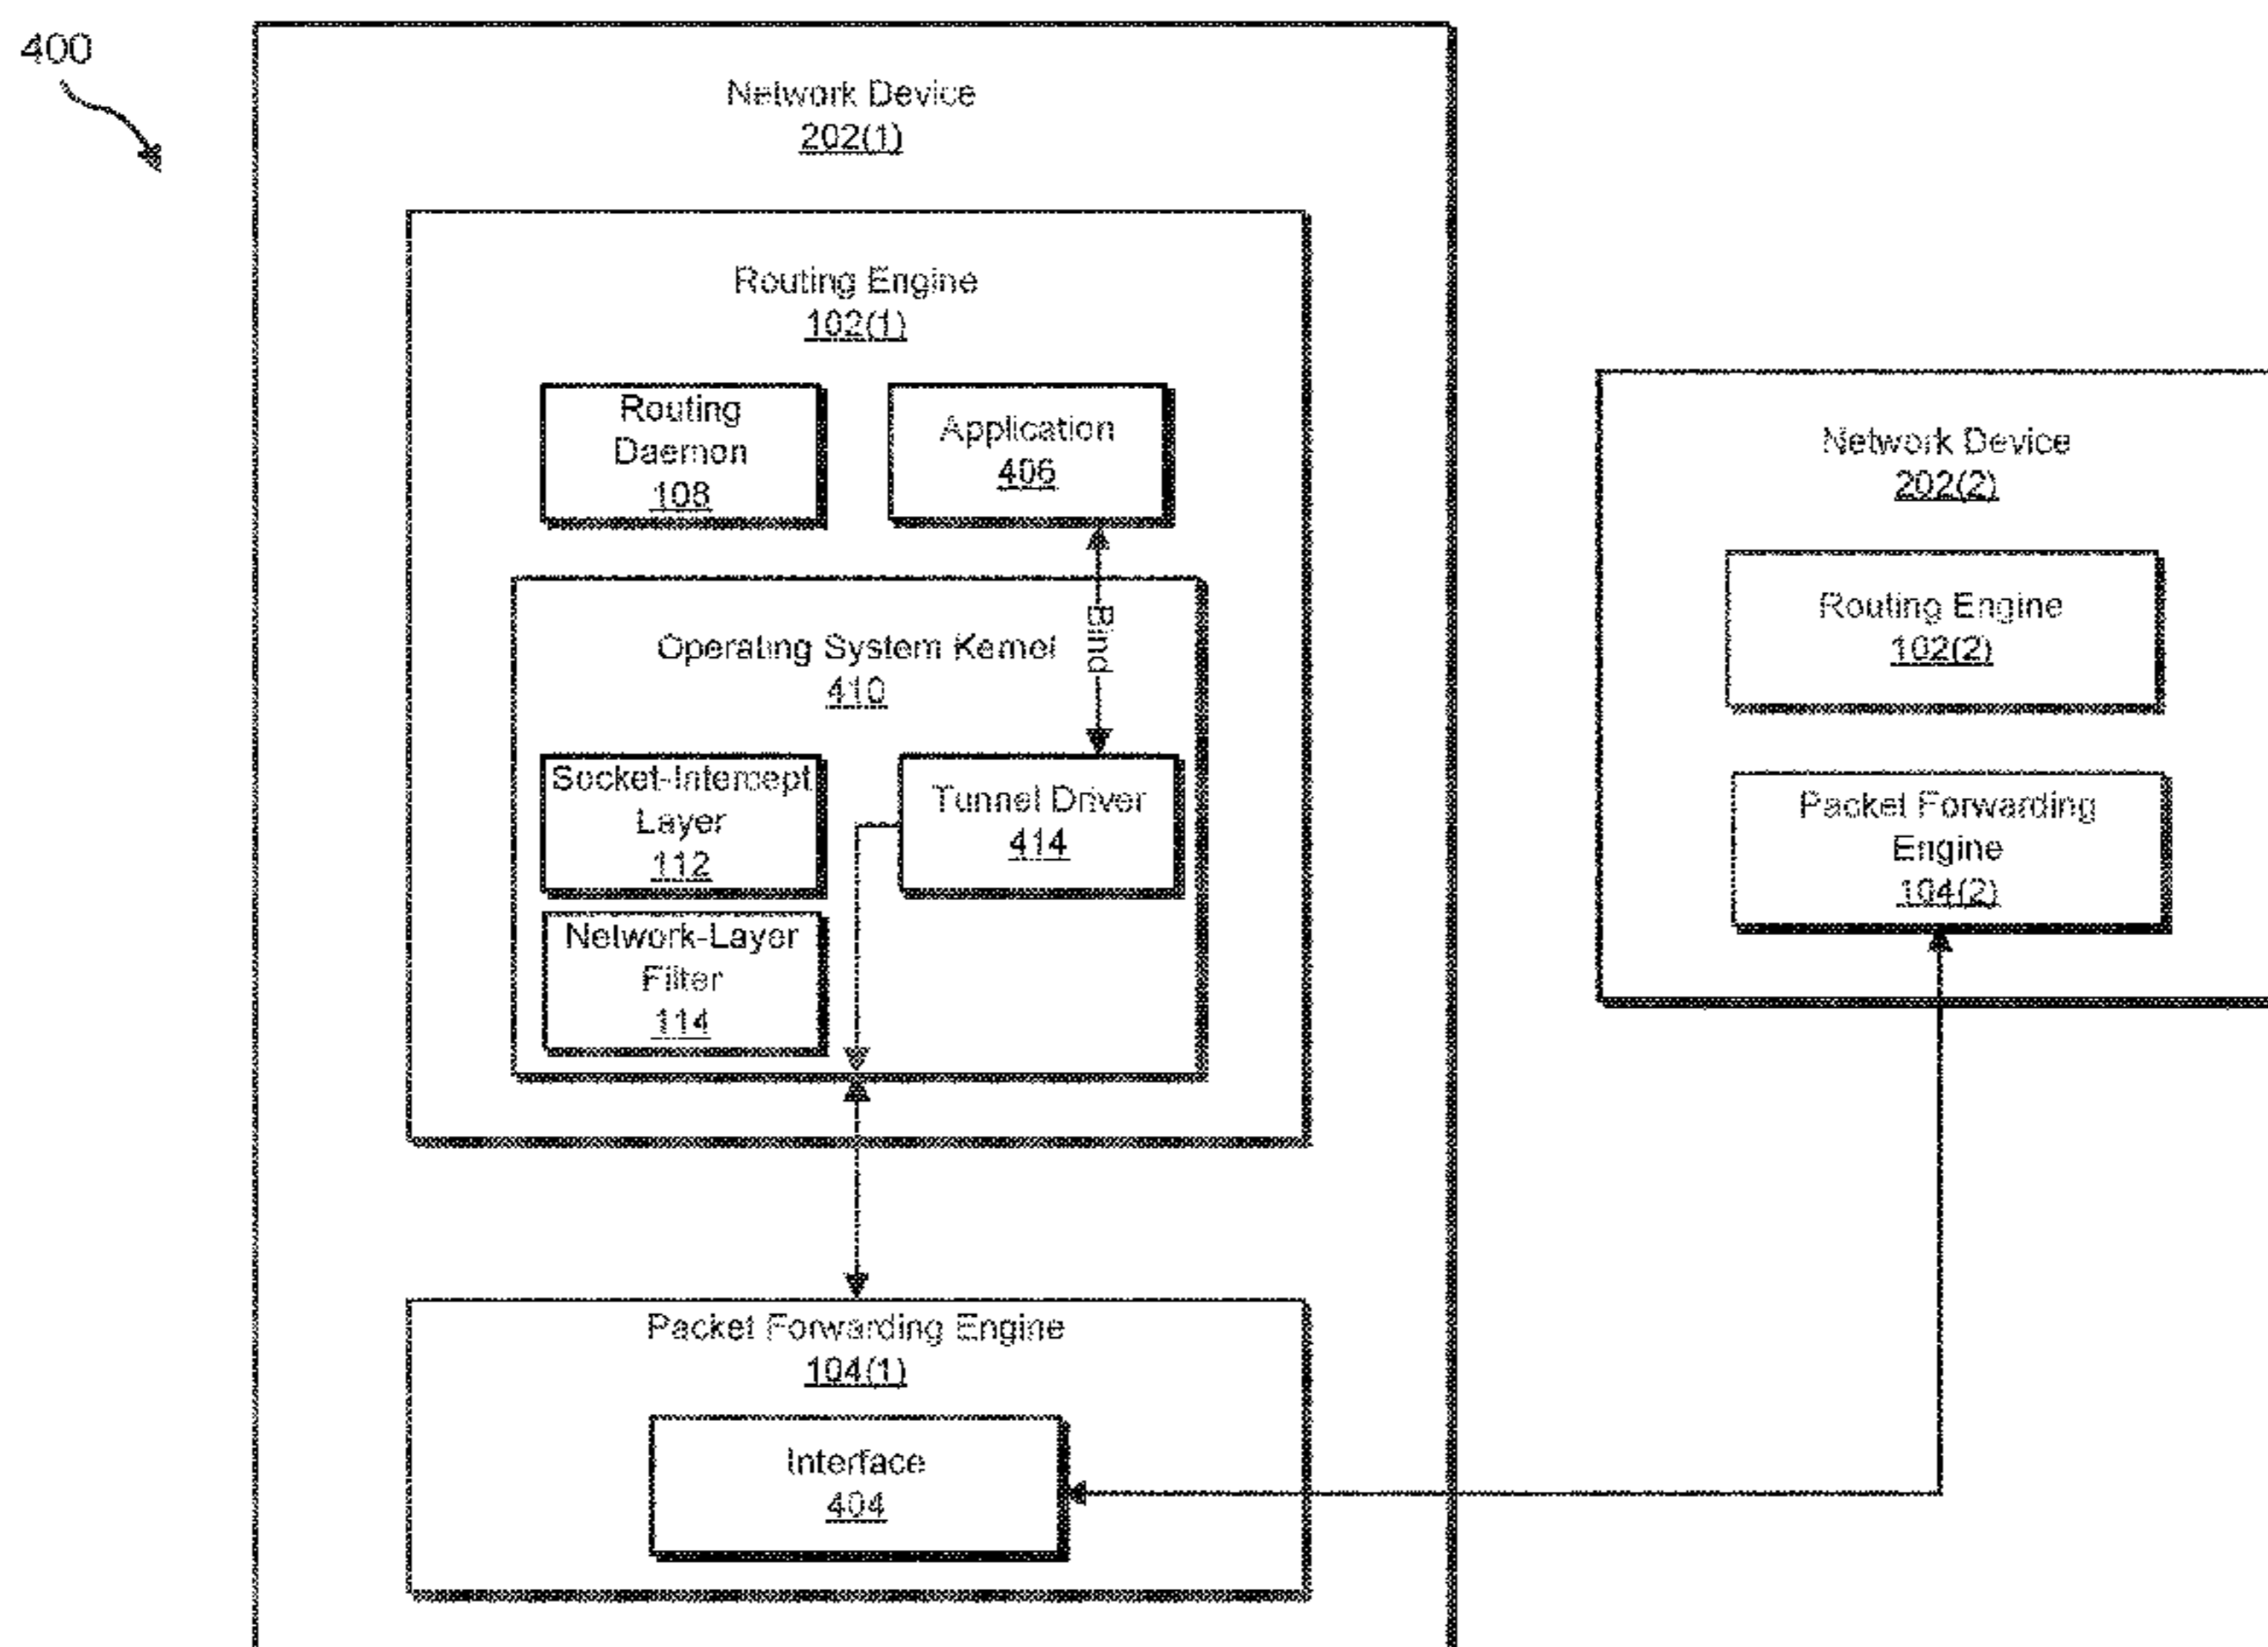 400
Network Device
202(1)
Routing Engine
102(1)
Routing
Daemon
108
Application
406
Bind
Operating System Kernel
410
Socket-Intercept
Layer
112
Tunnel Driver
414
Network-Layer
Filter
114
Packet Forwarding Engine
104(1)
Interface
404
Network Device
202(2)
Routing Engine
102(2)
Packet Forwarding
Engine
104(2)